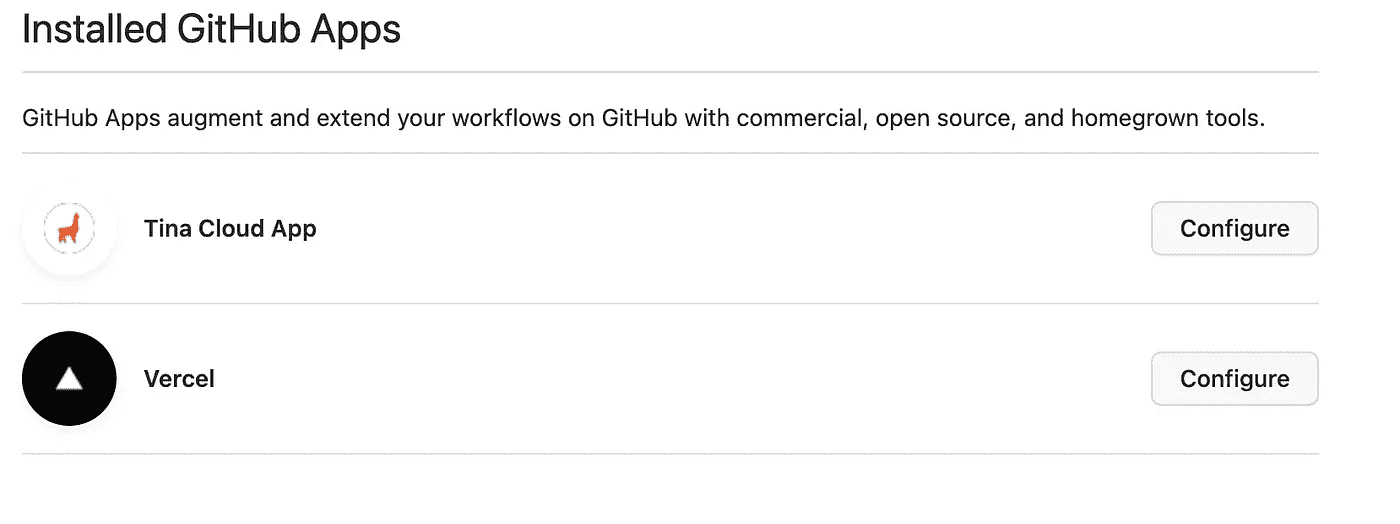 Installed GitHub Apps
GitHub Apps augment and extend your workflows on GitHub with commercial, open source, and homegrown tools.
Tina Cloud App
Configure
Vercel
Configure